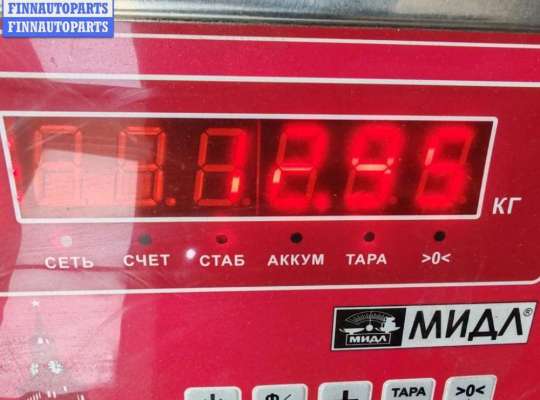 FINNAUTOPARTS
FINNAUTOPARTS
КГ
СЕТЬ СЧЕТ СТАБ АККУМ ТАРА >0<
МИДЛ МИДЛ®
ТАРА >0<